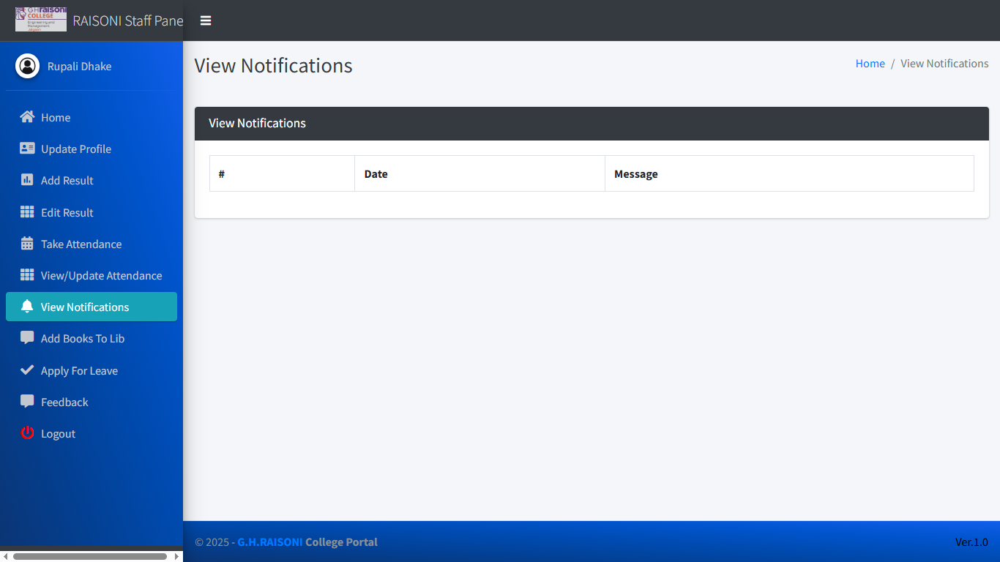 G H raisoni
COLLEGE
Engineering and
Management
Jalgaon
RAISONI Staff Pane
Rupali Dhake
Home
Update Profile
Add Result
Edit Result
Take Attendance
View/Update Attendance
View Notifications
Add Books To Lib
Apply For Leave
Feedback
Logout
View Notifications
Home / View Notifications
View Notifications
# Date Message
© 2025 - G.H.RAISONI College Portal
Ver.1.0